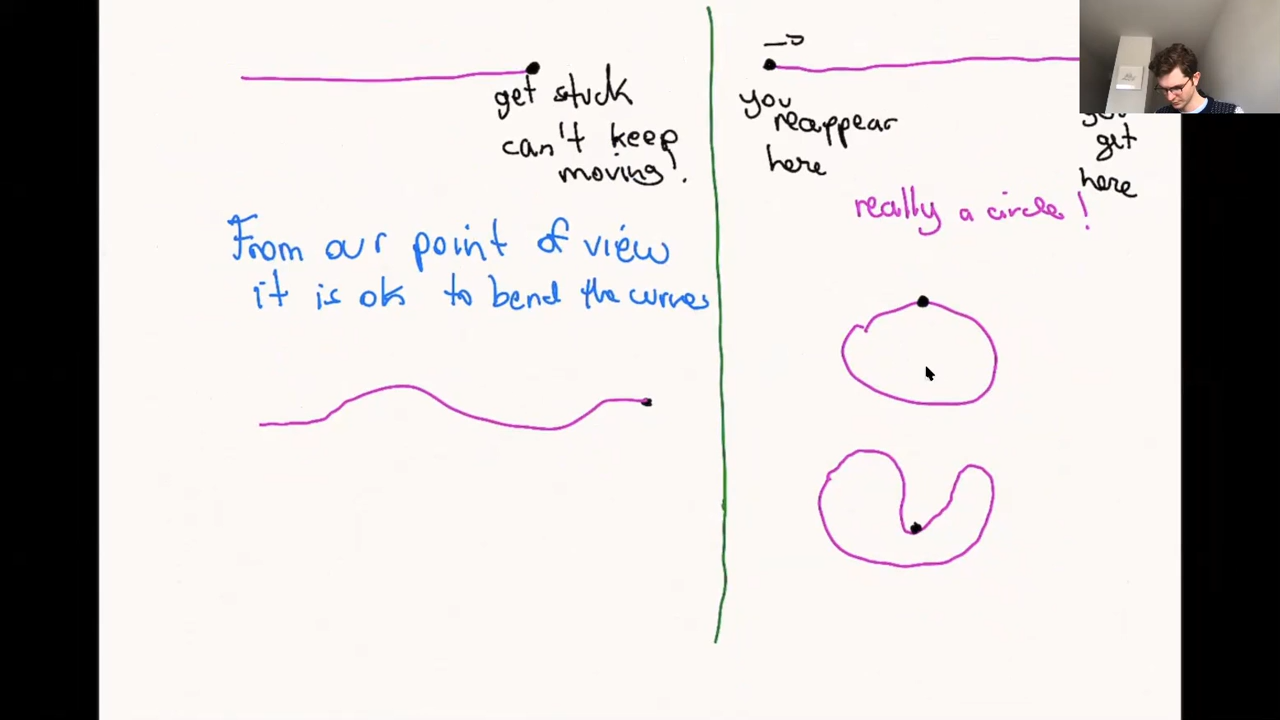 get stuck
can't keep
moving!
you
reappear
here
get
here
really a circle!
From our point of view
it is ok to bend the curves